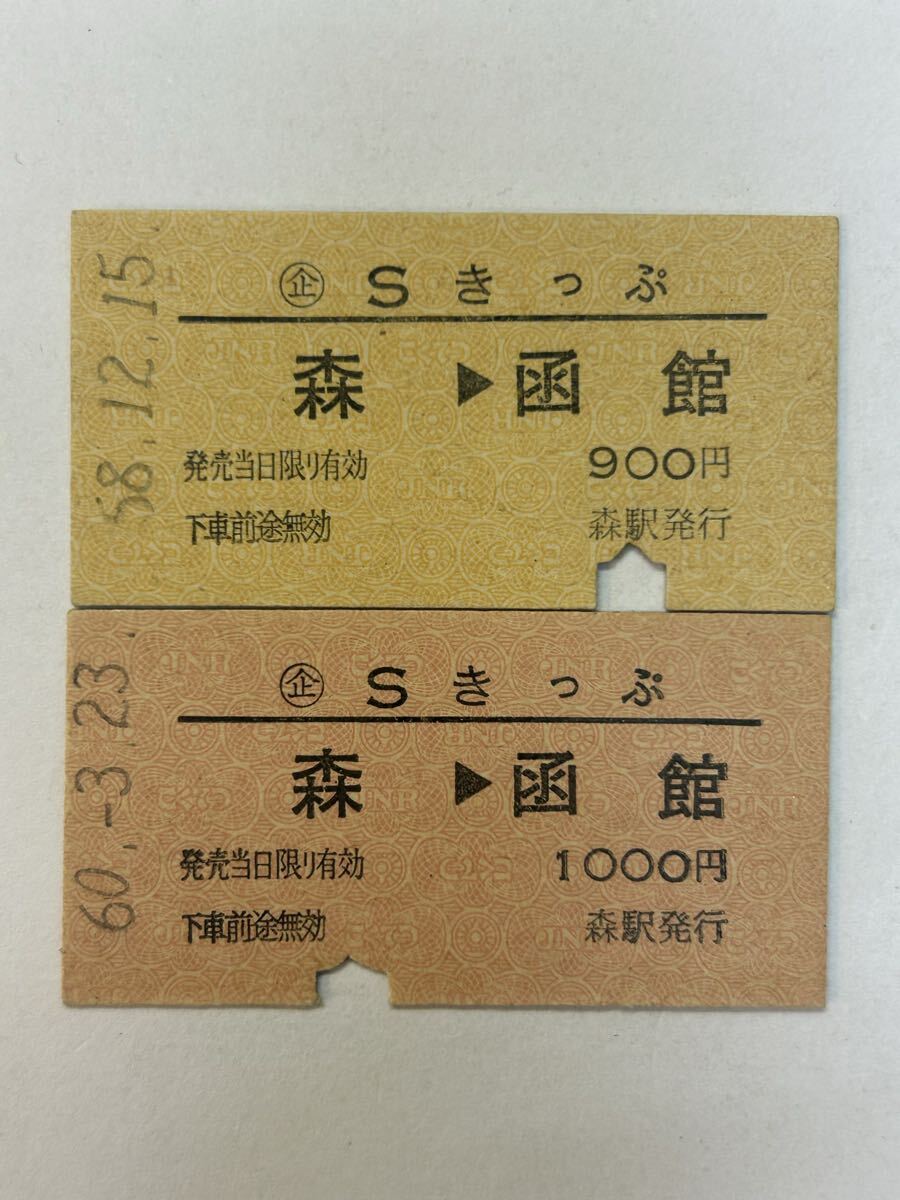 58.12.15.
㊭Sきっぷ
森▶函館
発売当日限り有効 900円
下車前途無効 森駅発行
60.-3.23.
㊭Sきっぷ
森▶函館
発売当日限り有効 1000円
下車前途無効 森駅発行